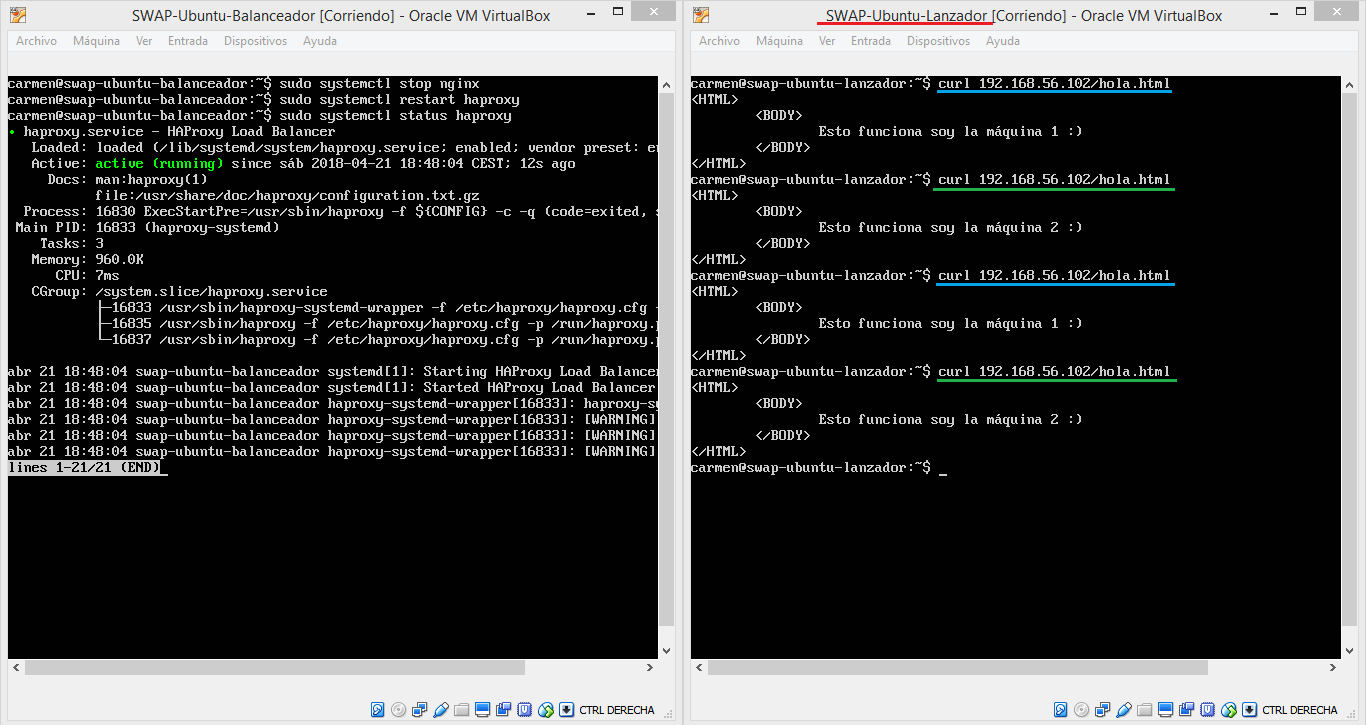 SWAP-Ubuntu-Balanceador [Corriendo] - Oracle VM VirtualBox
Archivo Máquina Ver Entrada Dispositivos Ayuda
carmen@swap-ubuntu-balanceador:~$ sudo systemctl stop nginx
carmen@swap-ubuntu-balanceador:~$ sudo systemctl restart haproxy
carmen@swap-ubuntu-balanceador:~$ sudo systemctl status haproxy
● haproxy.service - HAProxy Load Balancer
   Loaded: loaded (/lib/systemd/system/haproxy.service; enabled; vendor preset: e
   Active: active (running) since sáb 2018-04-21 18:48:04 CEST; 12s ago
     Docs: man:haproxy(1)
           file:/usr/share/doc/haproxy/configuration.txt.gz
  Process: 16830 ExecStartPre=/usr/sbin/haproxy -f ${CONFIG} -c -q (code=exited, s
 Main PID: 16833 (haproxy-systemd)
    Tasks: 3
   Memory: 960.0K
      CPU: 7ms
   CGroup: /system.slice/haproxy.service
           ├─16833 /usr/sbin/haproxy-systemd-wrapper -f /etc/haproxy/haproxy.cfg -
           ├─16835 /usr/sbin/haproxy -f /etc/haproxy/haproxy.cfg -p /run/haproxy.p
           └─16837 /usr/sbin/haproxy -f /etc/haproxy/haproxy.cfg -p /run/haproxy.p
abr 21 18:48:04 swap-ubuntu-balanceador systemd[1]: Starting HAProxy Load Balancer
abr 21 18:48:04 swap-ubuntu-balanceador systemd[1]: Started HAProxy Load Balancer
abr 21 18:48:04 swap-ubuntu-balanceador haproxy-systemd-wrapper[16833]: haproxy-sy
abr 21 18:48:04 swap-ubuntu-balanceador haproxy-systemd-wrapper[16833]: [WARNING]
abr 21 18:48:04 swap-ubuntu-balanceador haproxy-systemd-wrapper[16833]: [WARNING]
abr 21 18:48:04 swap-ubuntu-balanceador haproxy-systemd-wrapper[16833]: [WARNING]
lines 1-21/21 (END)
CTRL DERECHA
SWAP-Ubuntu-Lanzador [Corriendo] - Oracle VM VirtualBox
Archivo Máquina Ver Entrada Dispositivos Ayuda
carmen@swap-ubuntu-lanzador:~$ curl 192.168.56.102/hola.html
<HTML>
        <BODY>
                Esto funciona soy la máquina 1 :)
        </BODY>
</HTML>
carmen@swap-ubuntu-lanzador:~$ curl 192.168.56.102/hola.html
<HTML>
        <BODY>
                Esto funciona soy la máquina 2 :)
        </BODY>
</HTML>
carmen@swap-ubuntu-lanzador:~$ curl 192.168.56.102/hola.html
<HTML>
        <BODY>
                Esto funciona soy la máquina 1 :)
        </BODY>
</HTML>
carmen@swap-ubuntu-lanzador:~$ curl 192.168.56.102/hola.html
<HTML>
        <BODY>
                Esto funciona soy la máquina 2 :)
        </BODY>
</HTML>
carmen@swap-ubuntu-lanzador:~$ _
CTRL DERECHA